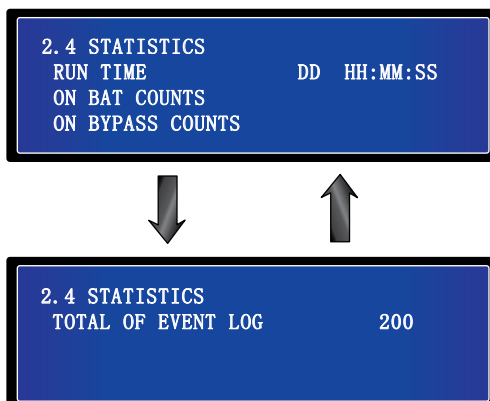 2.4 STATISTICS
RUN TIME DD HH:MM:SS
ON BAT COUNTS
ON BYPASS COUNTS
2.4 STATISTICS
TOTAL OF EVENT LOG 200